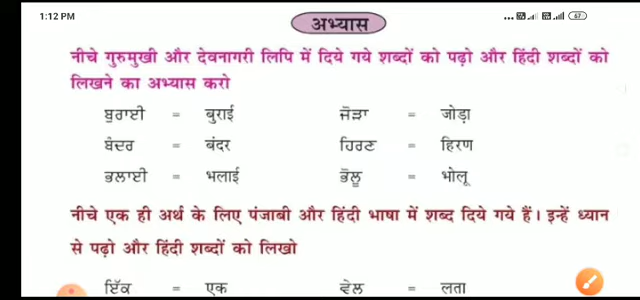 1:12 PM 67
अभ्यास
नीचे गुरुमुखी और देवनागरी लिपि में दिये गये शब्दों को पढ़ो और हिंदी शब्दों को
लिखने का अभ्यास करो
ਬੁਰਾਈ = बुराई ਜੋੜਾ = जोड़ा
ਬੰਦਰ = बंदर ਹਿਰਣ = हिरण
ਭਲਾਈ = भलाई ਭੋਲੂ = भोलू
नीचे एक ही अर्थ के लिए पंजाबी और हिंदी भाषा में शब्द दिये गये हैं। इन्हें ध्यान
से पढ़ो और हिंदी शब्दों को लिखो
ਇੱਕ = एक ਵੇਲ = लता